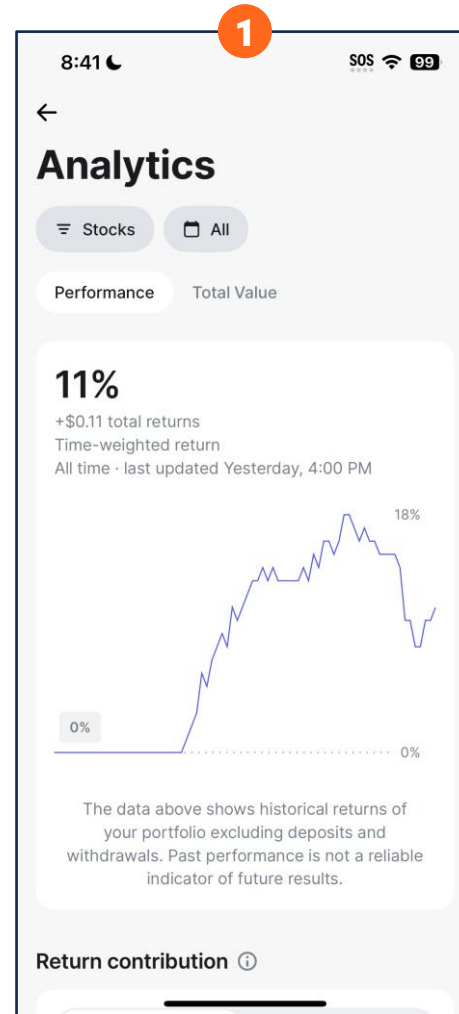 1
8:41
SOS 99
Analytics
Stocks All
Performance Total Value
11%
+$0.11 total returns
Time-weighted return
All time · last updated Yesterday, 4:00 PM
18%
0%
0%
The data above shows historical returns of
your portfolio excluding deposits and
withdrawals. Past performance is not a reliable
indicator of future results.
Return contribution